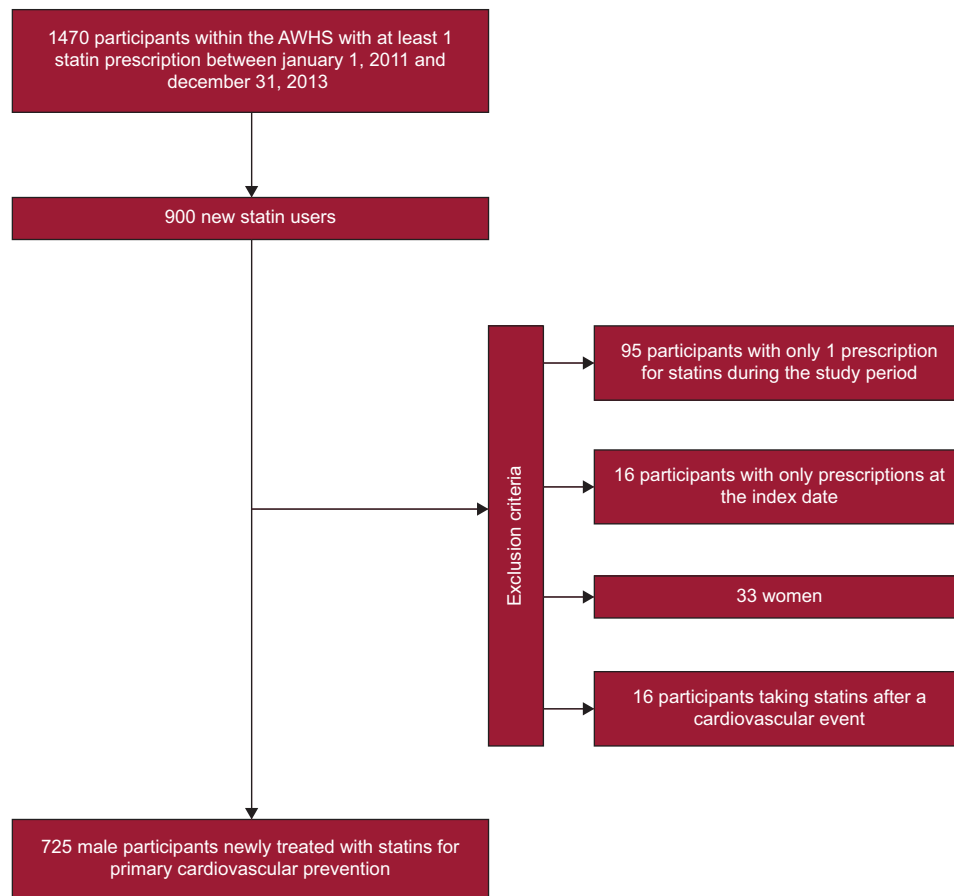 1470 participants within the AWHS with at least 1
statin prescription between january 1, 2011 and
december 31, 2013
900 new statin users
Exclusion criteria
95 participants with only 1 prescription
for statins during the study period
16 participants with only prescriptions at
the index date
33 women
16 participants taking statins after a
cardiovascular event
725 male participants newly treated with statins for
primary cardiovascular prevention